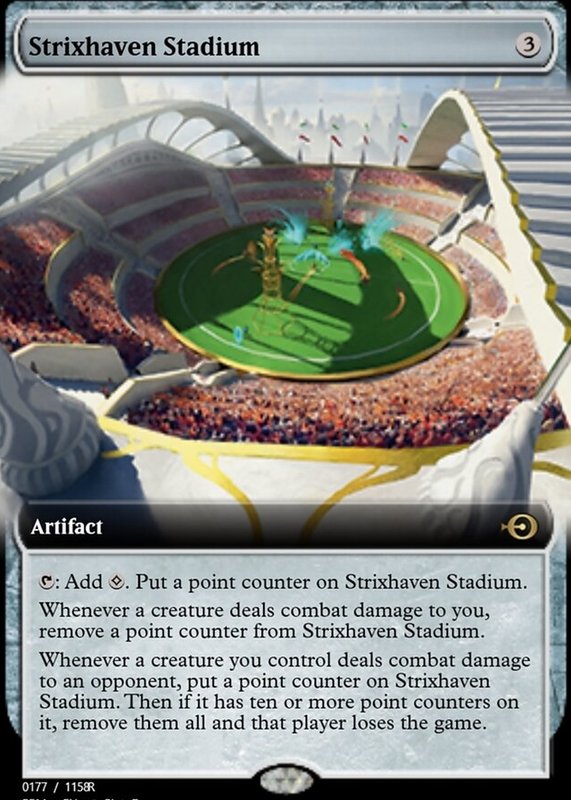 Strixhaven Stadium 3
Artifact
: Add . Put a point counter on Strixhaven Stadium.
Whenever a creature deals combat damage to you,
remove a point counter from Strixhaven Stadium.
Whenever a creature you control deals combat damage
to an opponent, put a point counter on Strixhaven
Stadium. Then if it has ten or more point counters on
it, remove them all and that player loses the game.
0177 / 1158R